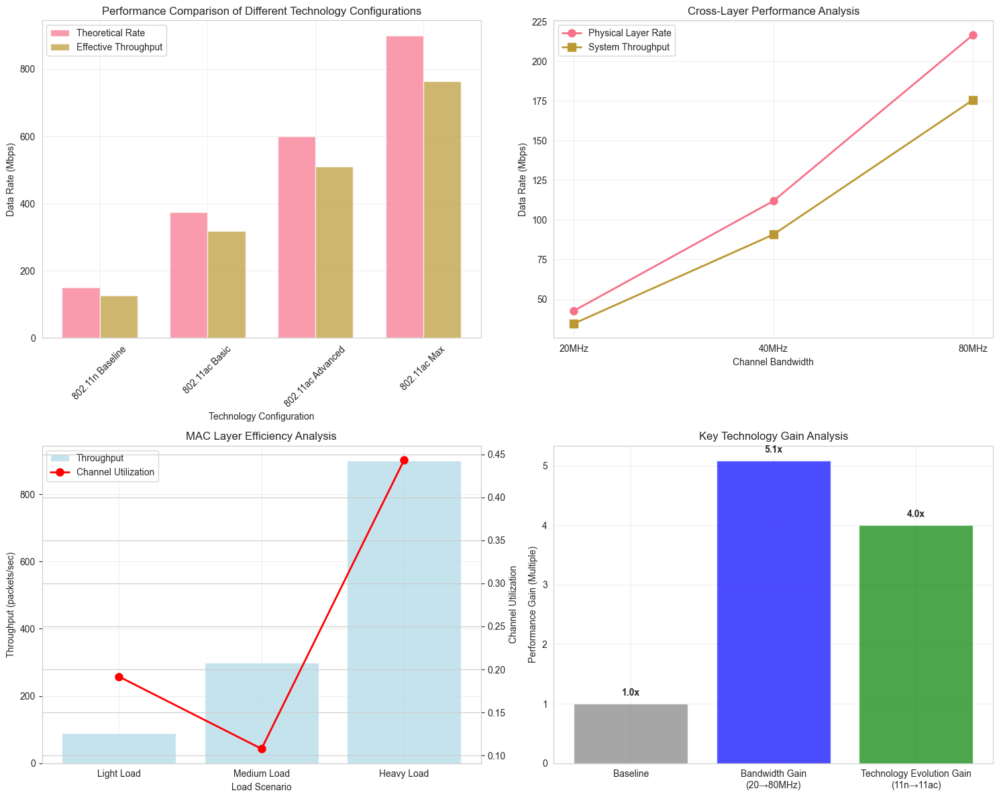 Performance Comparison of Different Technology Configurations
Theoretical Rate
Effective Throughput
Data Rate (Mbps)
800
600
400
200
0
802.11n Baseline
802.11ac Basic
802.11ac Advanced
802.11ac Max
Technology Configuration
Cross-Layer Performance Analysis
Physical Layer Rate
System Throughput
Data Rate (Mbps)
225
200
175
150
125
100
75
50
20MHz
40MHz
80MHz
Channel Bandwidth
MAC Layer Efficiency Analysis
Throughput
Channel Utilization
Throughput (packets/sec)
800
600
400
200
0
Light Load
Medium Load
Heavy Load
Load Scenario
0.45
0.40
0.35
0.30
0.25
0.20
0.15
0.10
Channel Utilization
Key Technology Gain Analysis
Performance Gain (Multiple)
5
4
3
2
1
0
1.0x
5.1x
4.0x
Baseline
Bandwidth Gain
(20→80MHz)
Technology Evolution Gain
(11n→11ac)